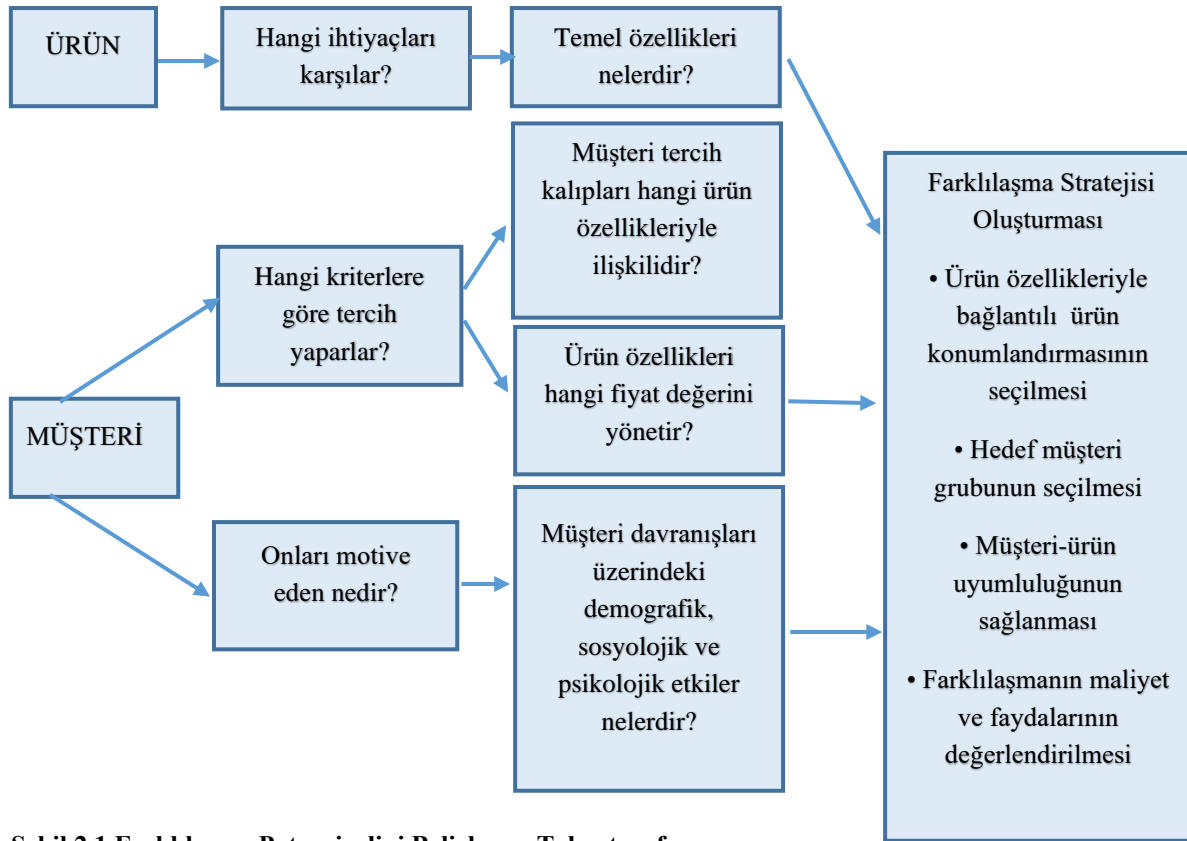 ÜRÜN
Hangi ihtiyaçları
karşılar?
Temel özellikleri
nelerdir?
MÜŞTERİ
Hangi kriterlere
göre tercih
yaparlar?
Müşteri tercih
kalıpları hangi ürün
özellikleriyle
ilişkilidir?
Ürün özellikleri
hangi fiyat değerini
yönetir?
Onları motive
eden nedir?
Müşteri davranışları
üzerindeki
demografik,
sosyolojik ve
psikolojik etkiler
nelerdir?
Farklılaşma Stratejisi
Oluşturması
• Ürün özellikleriyle
bağlantılı ürün
konumlandırmasının
seçilmesi
• Hedef müşteri
grubunun seçilmesi
• Müşteri-ürün
uyumluluğunun
sağlanması
• Farklılaşmanın maliyet
ve faydalarının
değerlendirilmesi